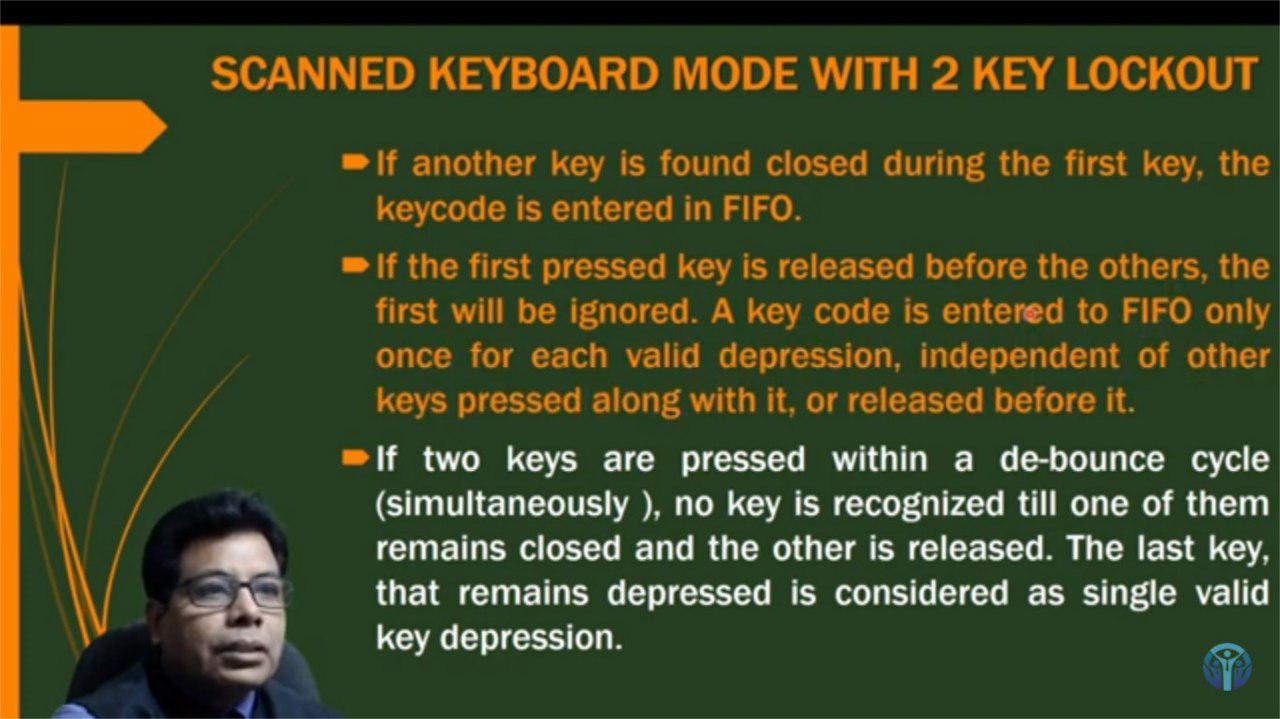 SCANNED KEYBOARD MODE WITH 2 KEY LOCKOUT
If another key is found closed during the first key, the
keycode is entered in FIFO.
If the first pressed key is released before the others, the
first will be ignored. A key code is entered to FIFO only
once for each valid depression, independent of other
keys pressed along with it, or released before it.
If two keys are pressed within a de-bounce cycle
(simultaneously ), no key is recognized till one of them
remains closed and the other is released. The last key,
that remains depressed is considered as single valid
key depression.